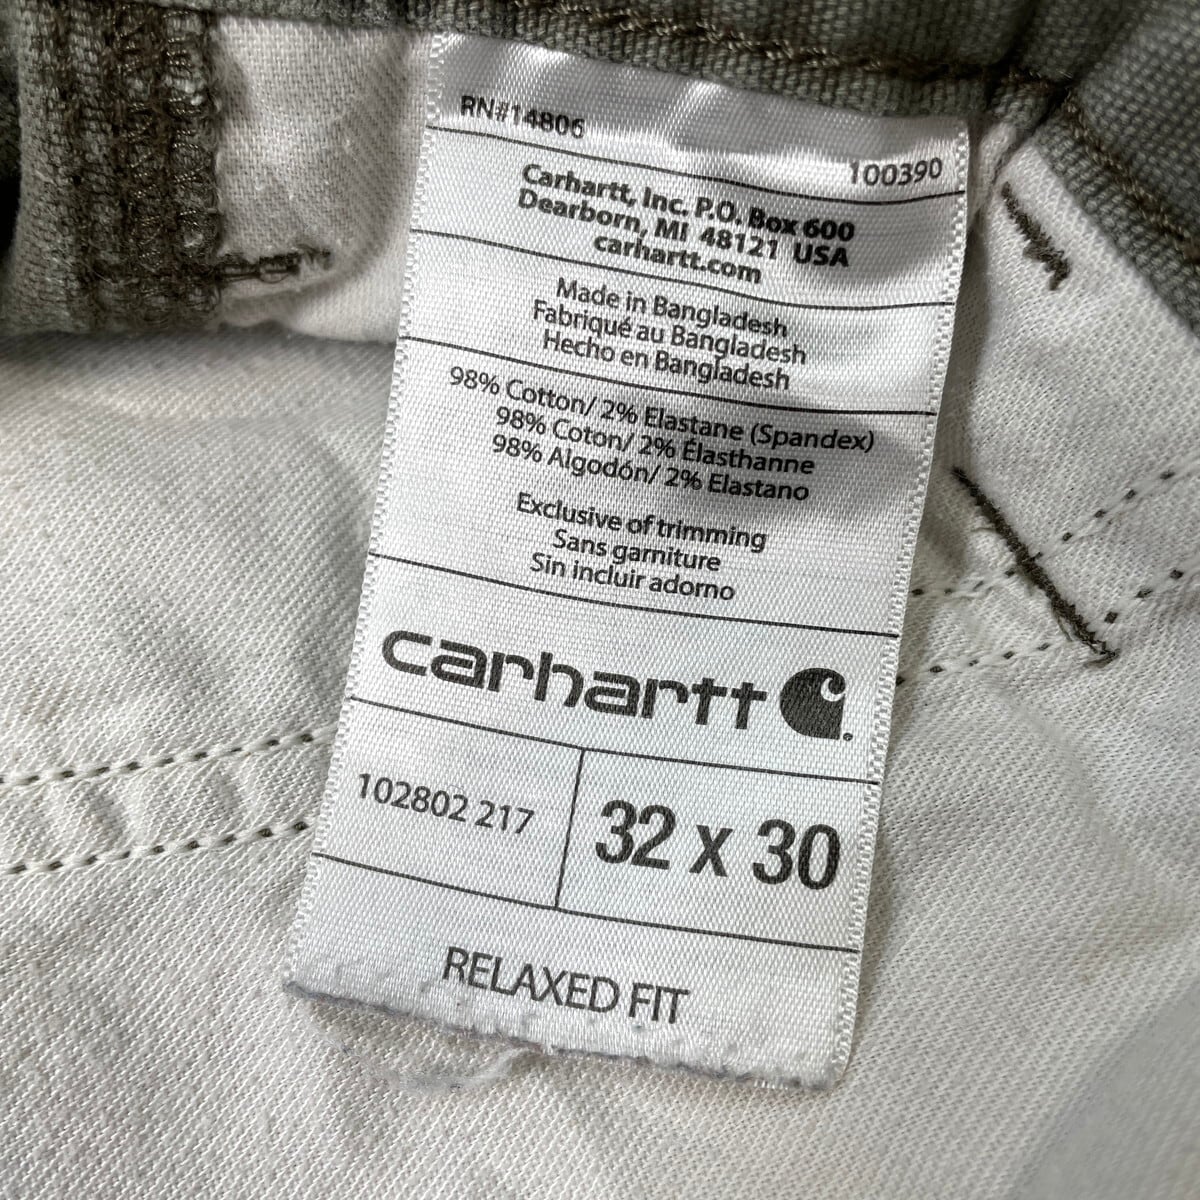 RN#14806
100390
Carhartt, Inc. P.O. Box 600
Dearborn, MI 48121 USA
carhartt.com
Made in Bangladesh
Fabriqué au Bangladesh
Hecho en Bangladesh
98% Cotton/ 2% Elastane (Spandex)
98% Coton/ 2% Élasthanne
98% Algodón/ 2% Elastano
Exclusive of trimming
Sans garniture
Sin incluir adorno
carhartt
102802 217
32 x 30
RELAXED FIT